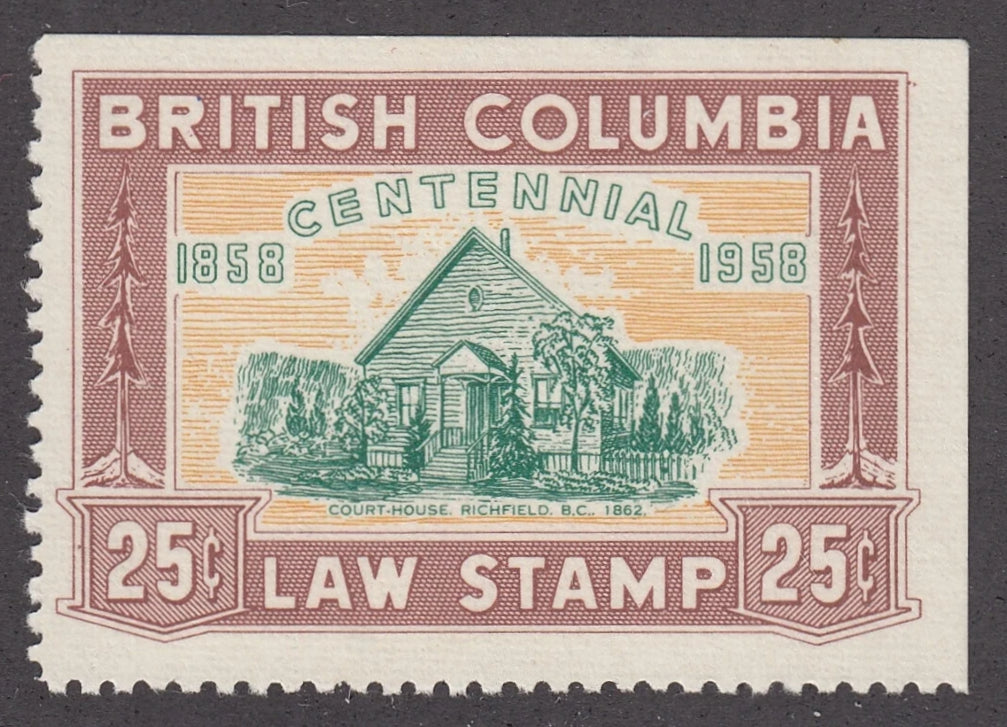 BRITISH COLUMBIA
CENTENNIAL
1858 1958
COURT-HOUSE. RICHFIELD. B.C.. 1862.
25¢ LAW STAMP 25¢